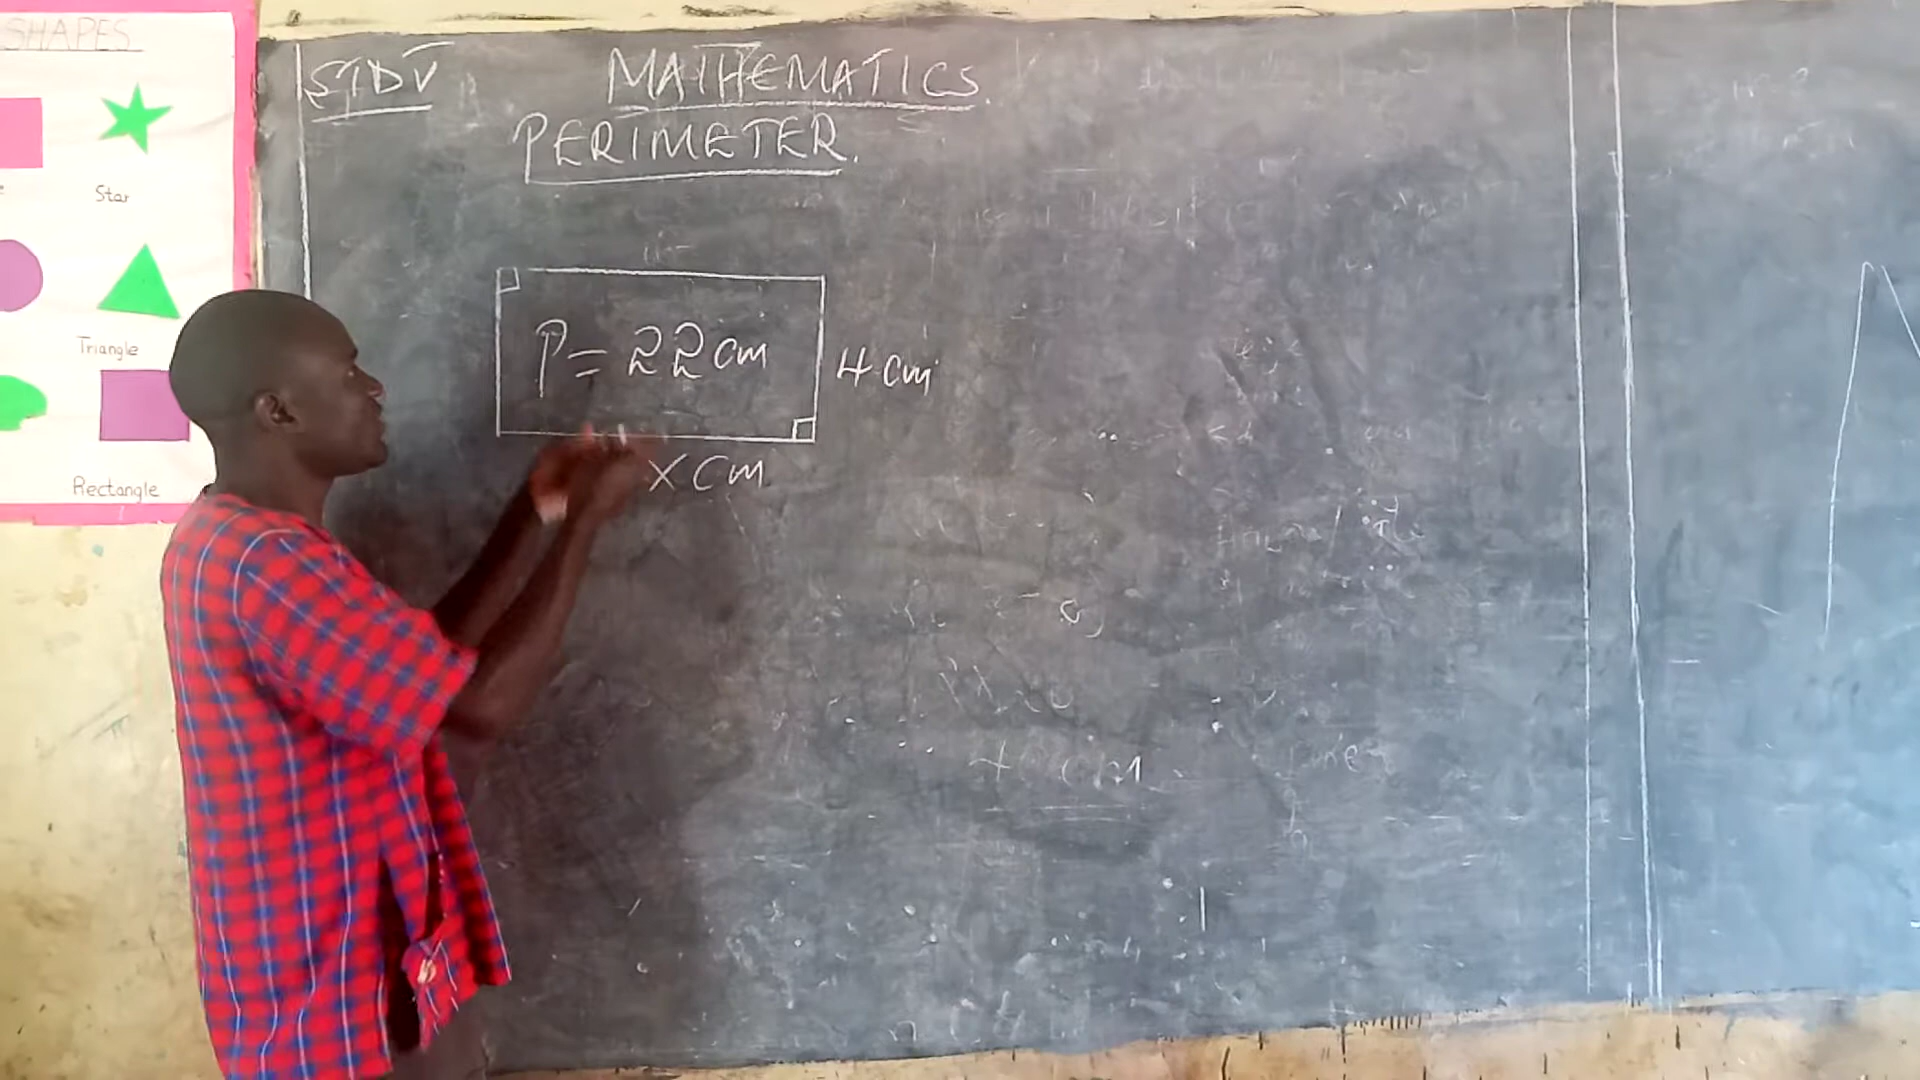 SHAPES
Star
Triangle
Rectangle
STD V
MATHEMATICS
PERIMETER.
P = 22 cm
4 cm
x cm